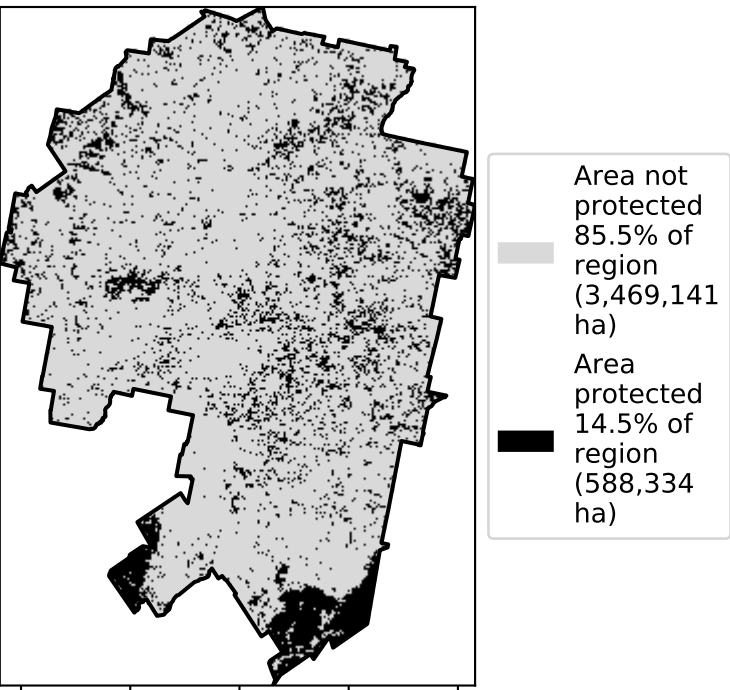 Area not
protected
85.5% of
region
(3,469,141
ha)
Area
protected
14.5% of
region
(588,334
ha)